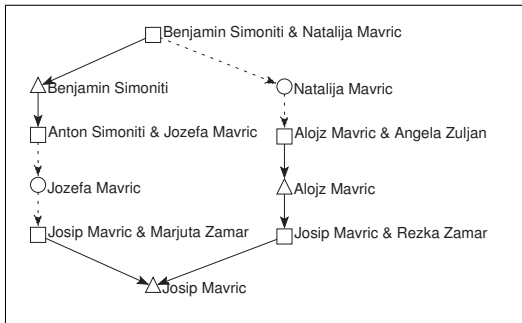 Benjamin Simoniti & Natalija Mavric
Benjamin Simoniti
Natalija Mavric
Anton Simoniti & Jozefa Mavric
Alojz Mavric & Angela Zuljan
Jozefa Mavric
Alojz Mavric
Josip Mavric & Marjuta Zamar
Josip Mavric & Rezka Zamar
Josip Mavric